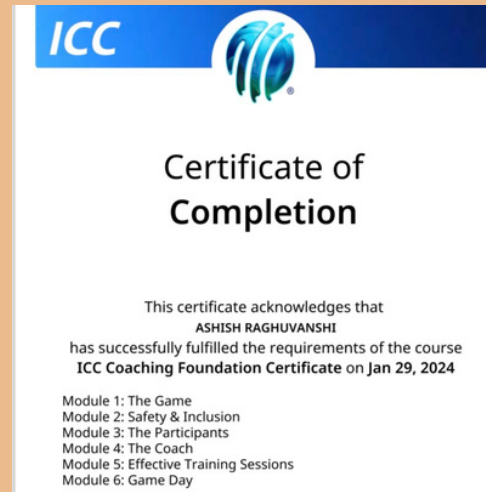 ICC
Certificate of
Completion
This certificate acknowledges that
ASHISH RAGHUVANSHI
has successfully fulfilled the requirements of the course
ICC Coaching Foundation Certificate on Jan 29, 2024
Module 1: The Game
Module 2: Safety & Inclusion
Module 3: The Participants
Module 4: The Coach
Module 5: Effective Training Sessions
Module 6: Game Day